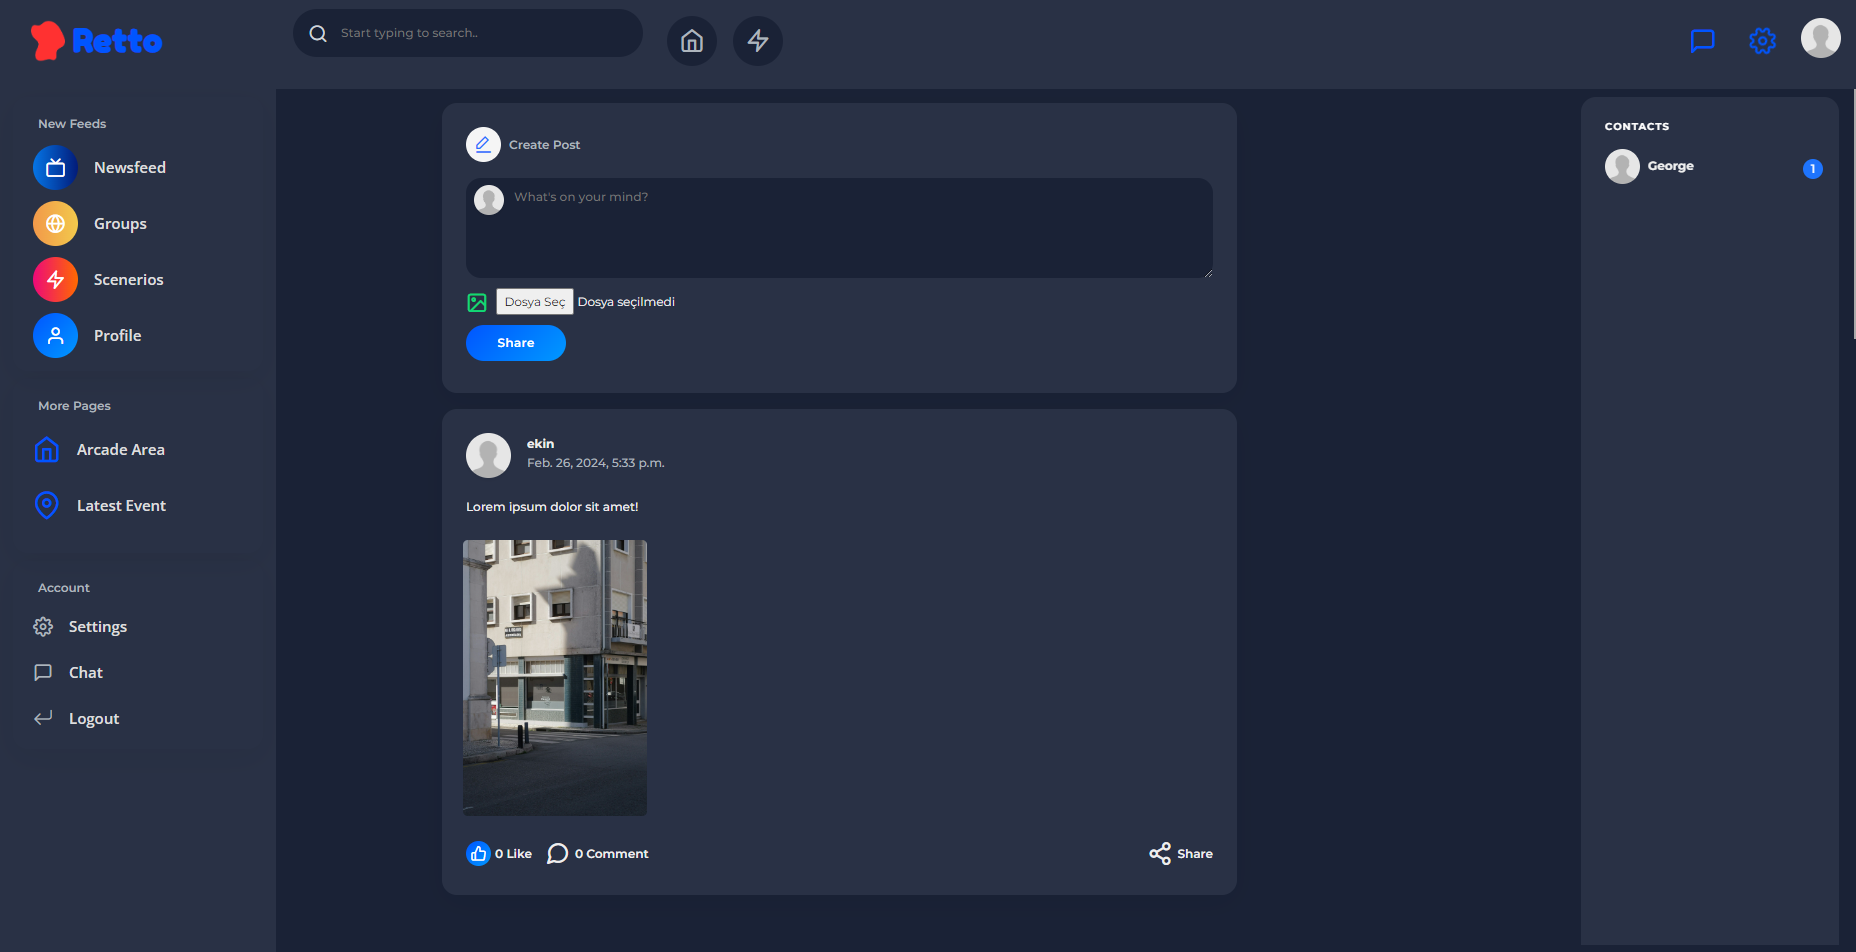 Retto
Start typing to search..
New Feeds
Newsfeed
Groups
Scenerios
Profile
More Pages
Arcade Area
Latest Event
Account
Settings
Chat
Logout
Create Post
What's on your mind?
Dosya Seç Dosya seçilmedi
Share
ekin
Feb. 26, 2024, 5:33 p.m.
Lorem ipsum dolor sit amet!
0 Like 0 Comment Share
CONTACTS
George 1